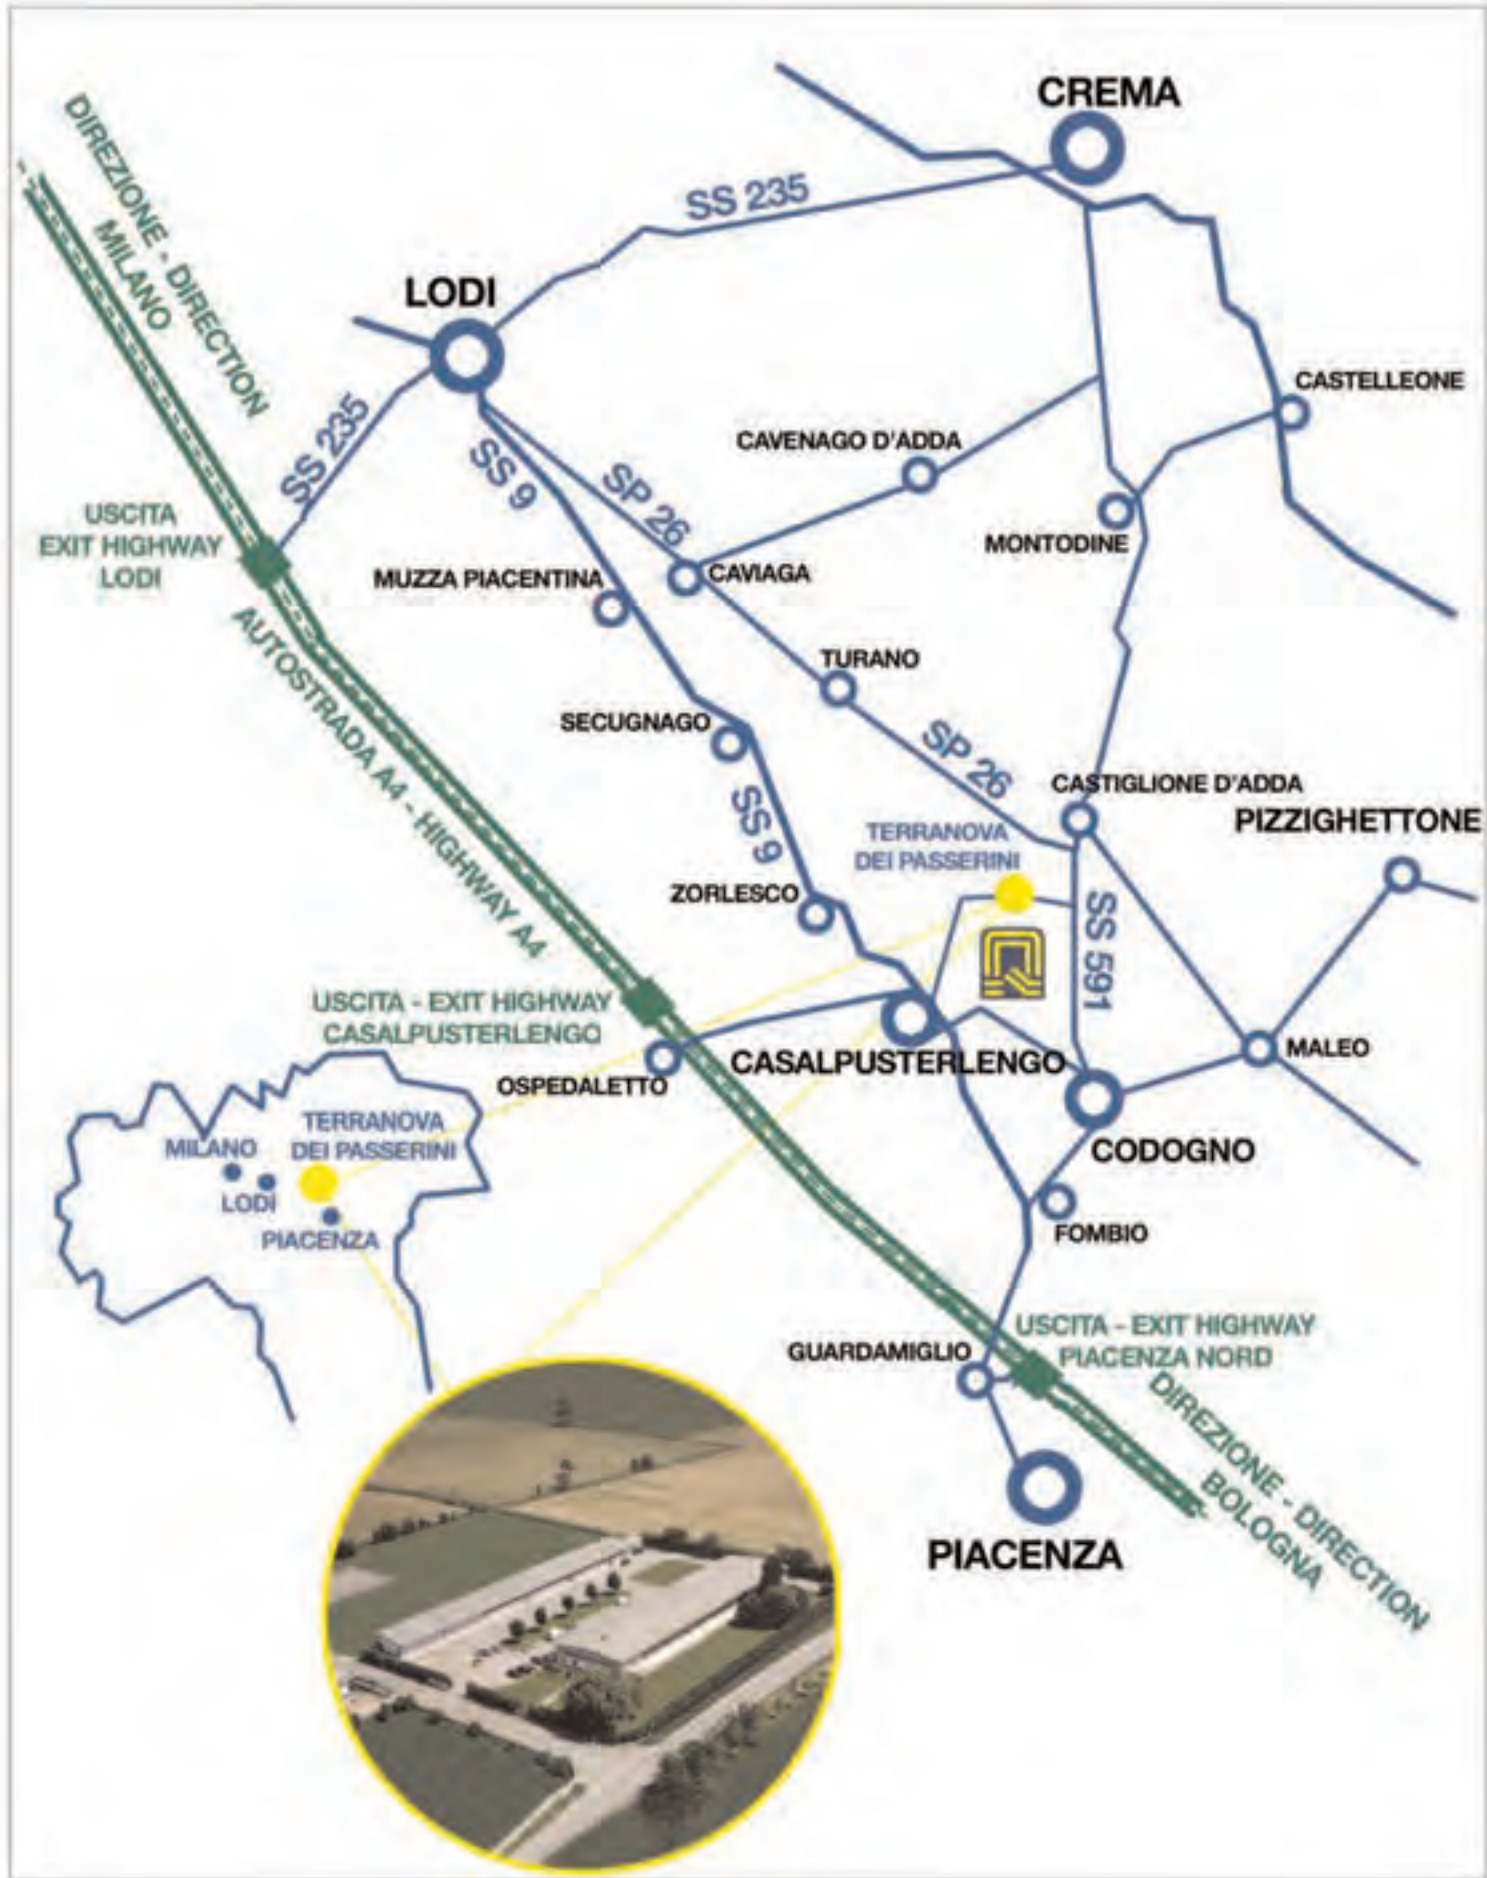 CREMA
DIREZIONE - DIRECTION
MILANO
SS 235
LODI
CASTELLEONE
SS 235
CAVENAGO D'ADDA
SS 9
SP 26
USCITA
EXIT HIGHWAY
LODI
MONTODINE
MUZZA PIACENTINA
CAVIAGA
AUTOSTRADA A4 - HIGHWAY A4
TURANO
SECUGNAGO
SP 26
CASTIGLIONE D'ADDA
SS 9
TERRANOVA
DEI PASSERINI
PIZZIGHETTONE
ZORLESCO
SS 591
USCITA - EXIT HIGHWAY
CASALPUSTERLENGO
CASALPUSTERLENGO
MALEO
OSPEDALETTO
TERRANOVA
DEI PASSERINI
MILANO
LODI
PIACENZA
CODOGNO
FOMBIO
USCITA - EXIT HIGHWAY
PIACENZA NORD
GUARDAMIGLIO
DIREZIONE - DIRECTION
BOLOGNA
PIACENZA